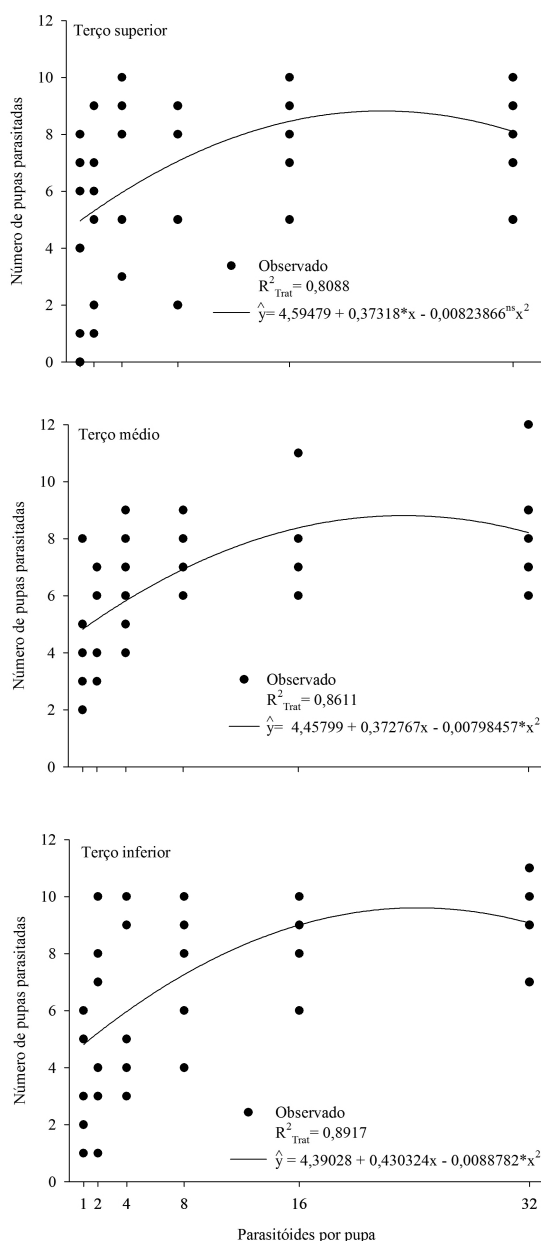 Terço superior
12
10
8
6
4
2
0
Número de pupas parasitadas
Observado
R²Trat= 0,8088
ŷ= 4,59479 + 0,37318*x - 0,00823866ⁿˢx²
Terço médio
12
10
8
6
4
2
0
Número de pupas parasitadas
Observado
R²Trat= 0,8611
ŷ= 4,45799 + 0,372767x - 0,00798457*x²
Terço inferior
12
10
8
6
4
2
0
Número de pupas parasitadas
Observado
R²Trat= 0,8917
ŷ = 4,39028 + 0,430324x - 0,0088782*x²
1 2 4 8 16 32
Parasitóides por pupa